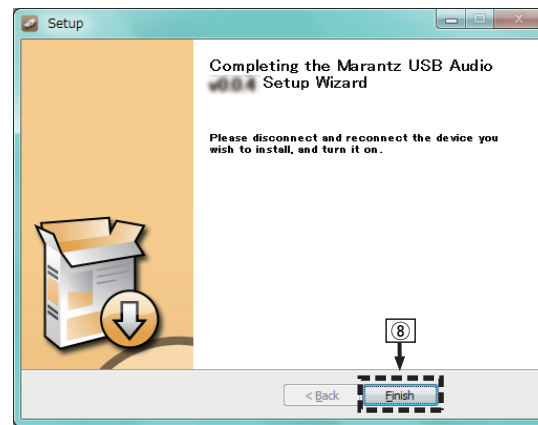 Setup
Completing the Marantz USB Audio
Setup Wizard
Please disconnect and reconnect the device you
wish to install, and turn it on.
⑧
< Back
Finish